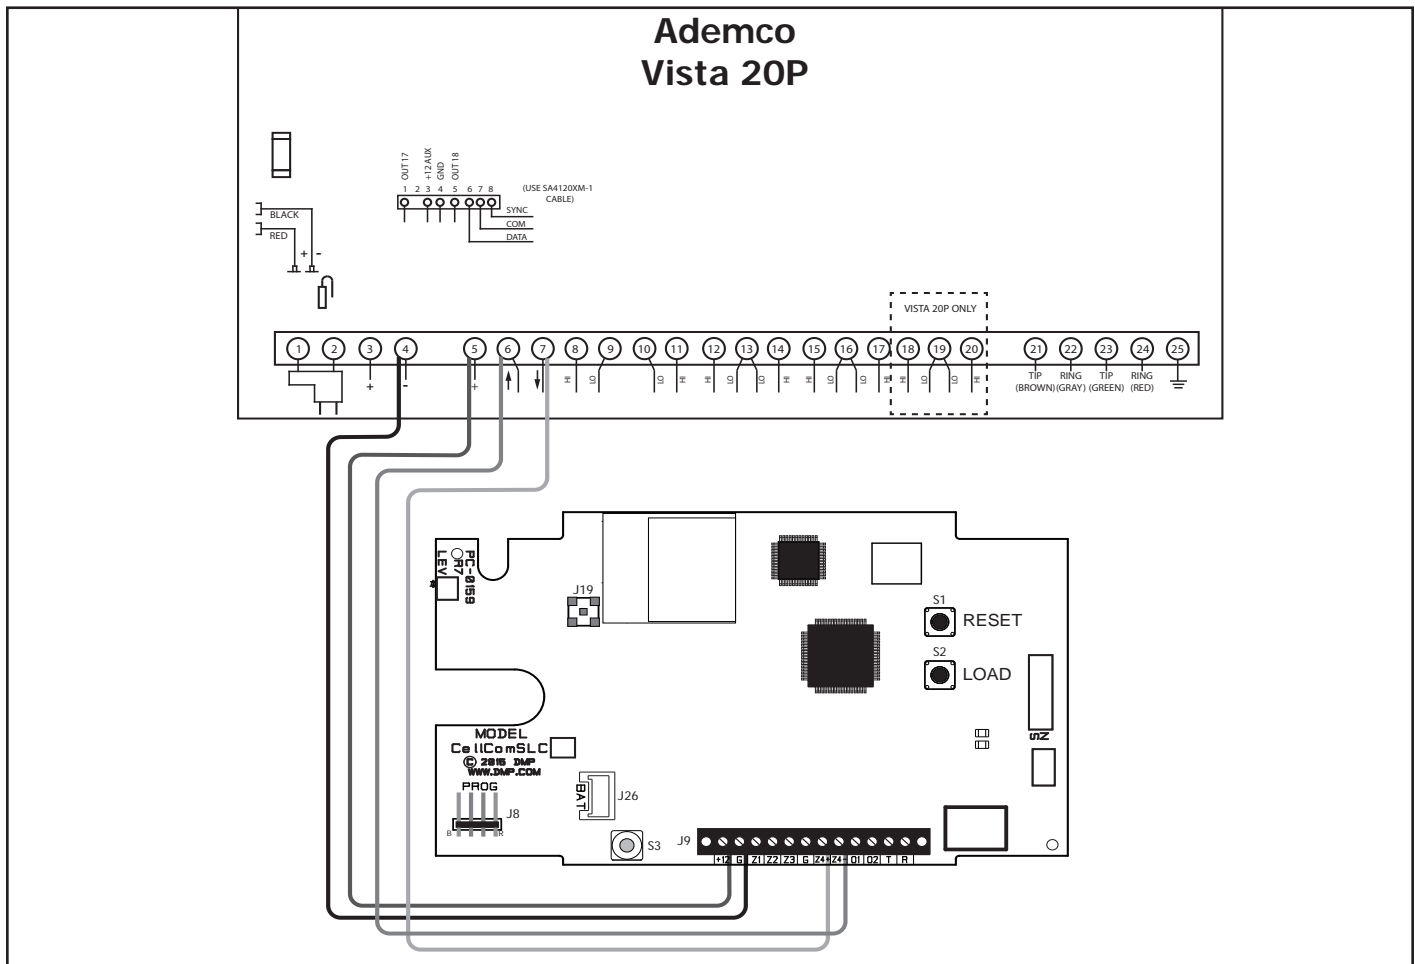 Ademco
Vista 20P
OUT 17
+12 AUX
GND
OUT 18
1 2 3 4 5 6 7 8
(USE SA4120XM-1
CABLE)
SYNC
COM
DATA
BLACK
RED
+ -
VISTA 20P ONLY
1 2 3 4 5 6 7 8 9 10 11 12 13 14 15 16 17 18 19 20 21 22 23 24 25
+ - + HI LO LO HI HI LO LO HI HI LO LO HI HI LO LO HI
TIP
(BROWN)
RING
(GRAY)
TIP
(GREEN)
RING
(RED)
PC-0159
R7
LEV
J19
S1
RESET
S2
LOAD
SN
MODEL
CellComSLC
© 2015 DMP
WWW.DMP.COM
PROG
J8
B R
BAT
J26
S3
J9
+12 G Z1 Z2 Z3 G Z4+ Z4- O1 O2 T R